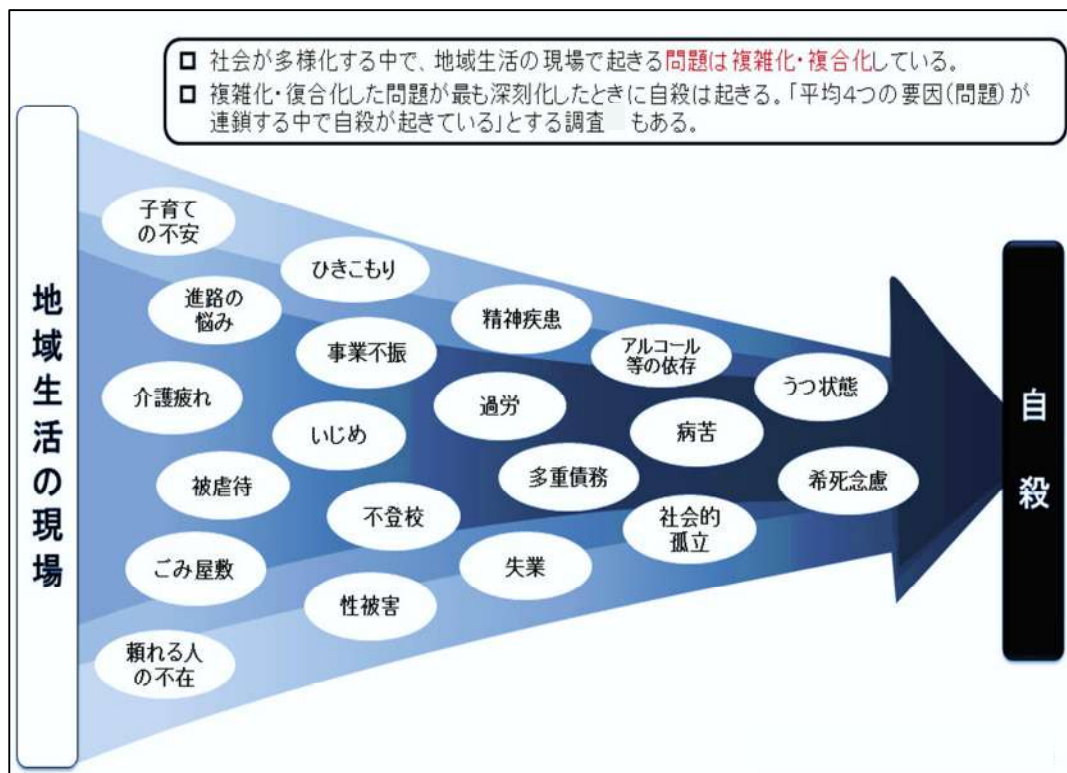 □ 社会が多様化する中で、地域生活の現場で起きる問題は複雑化・複合化している。
□ 複雑化・復合化した問題が最も深刻化したときに自殺は起きる。「平均4つの要因(問題)が
連鎖する中で自殺が起きている」とする調査 もある。
地域生活の現場
子育て
の不安
進路の
悩み
介護疲れ
被虐待
ごみ屋敷
頼れる人
の不在
ひきこもり
事業不振
いじめ
不登校
性被害
精神疾患
過労
多重債務
失業
アルコール
等の依存
病苦
社会的
孤立
うつ状態
希死念慮
自殺